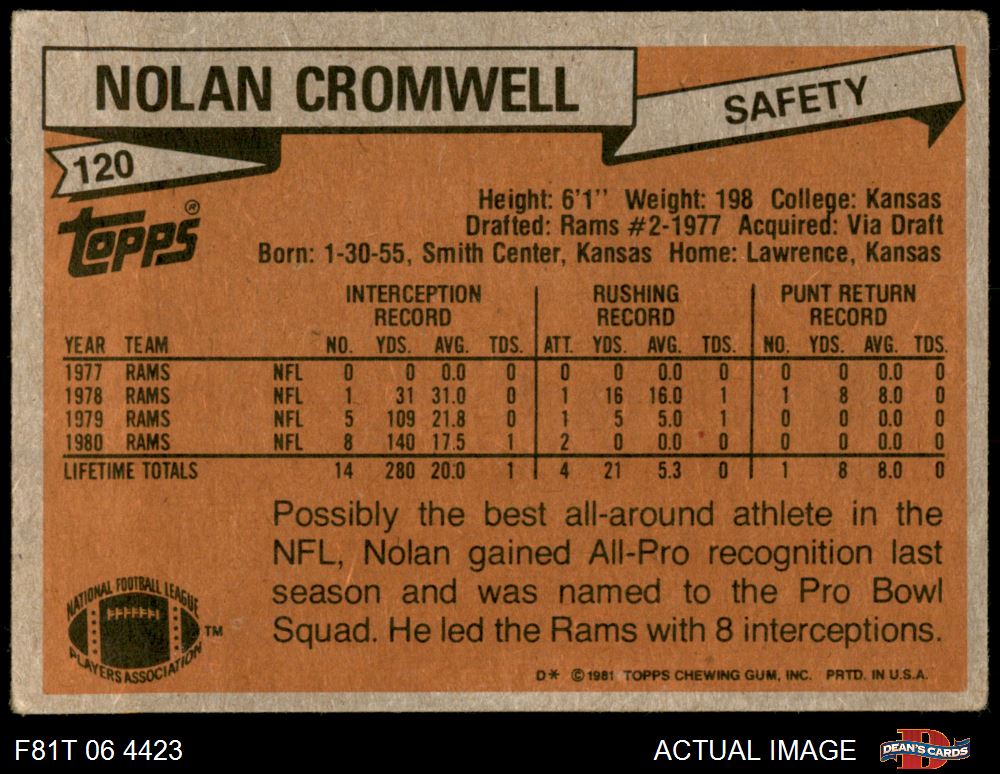 NOLAN CROMWELL
SAFETY
120
Topps®
Height: 6'1'' Weight: 198 College: Kansas
Drafted: Rams #2-1977 Acquired: Via Draft
Born: 1-30-55, Smith Center, Kansas Home: Lawrence, Kansas
INTERCEPTION RECORD RUSHING RECORD PUNT RETURN RECORD
YEAR TEAM NO. YDS. AVG. TDS. ATT. YDS. AVG. TDS. NO. YDS. AVG. TDS.
1977 RAMS NFL 0 0 0.0 0 0 0 0.0 0 0 0 0.0 0
1978 RAMS NFL 1 31 31.0 0 1 16 16.0 1 1 8 8.0 0
1979 RAMS NFL 5 109 21.8 0 1 5 5.0 1 0 0 0.0 0
1980 RAMS NFL 8 140 17.5 1 2 0 0.0 0 0 0 0.0 0
LIFETIME TOTALS 14 280 20.0 1 4 21 5.3 0 1 8 8.0 0
Possibly the best all-around athlete in the
NFL, Nolan gained All-Pro recognition last
season and was named to the Pro Bowl
Squad. He led the Rams with 8 interceptions.
NATIONAL FOOTBALL LEAGUE
PLAYERS ASSOCIATION
TM
D* ©1981 TOPPS CHEWING GUM, INC. PRTD. IN U.S.A.
F81T 06 4423
ACTUAL IMAGE
D
DEAN'S CARDS